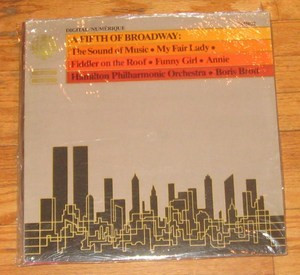 DIGITAL/NUMÉRIQUE
A FIFTH OF BROADWAY:
The Sound of Music • My Fair Lady •
Fiddler on the Roof • Funny Girl • Annie
Hamilton Philharmonic Orchestra • Boris Brott